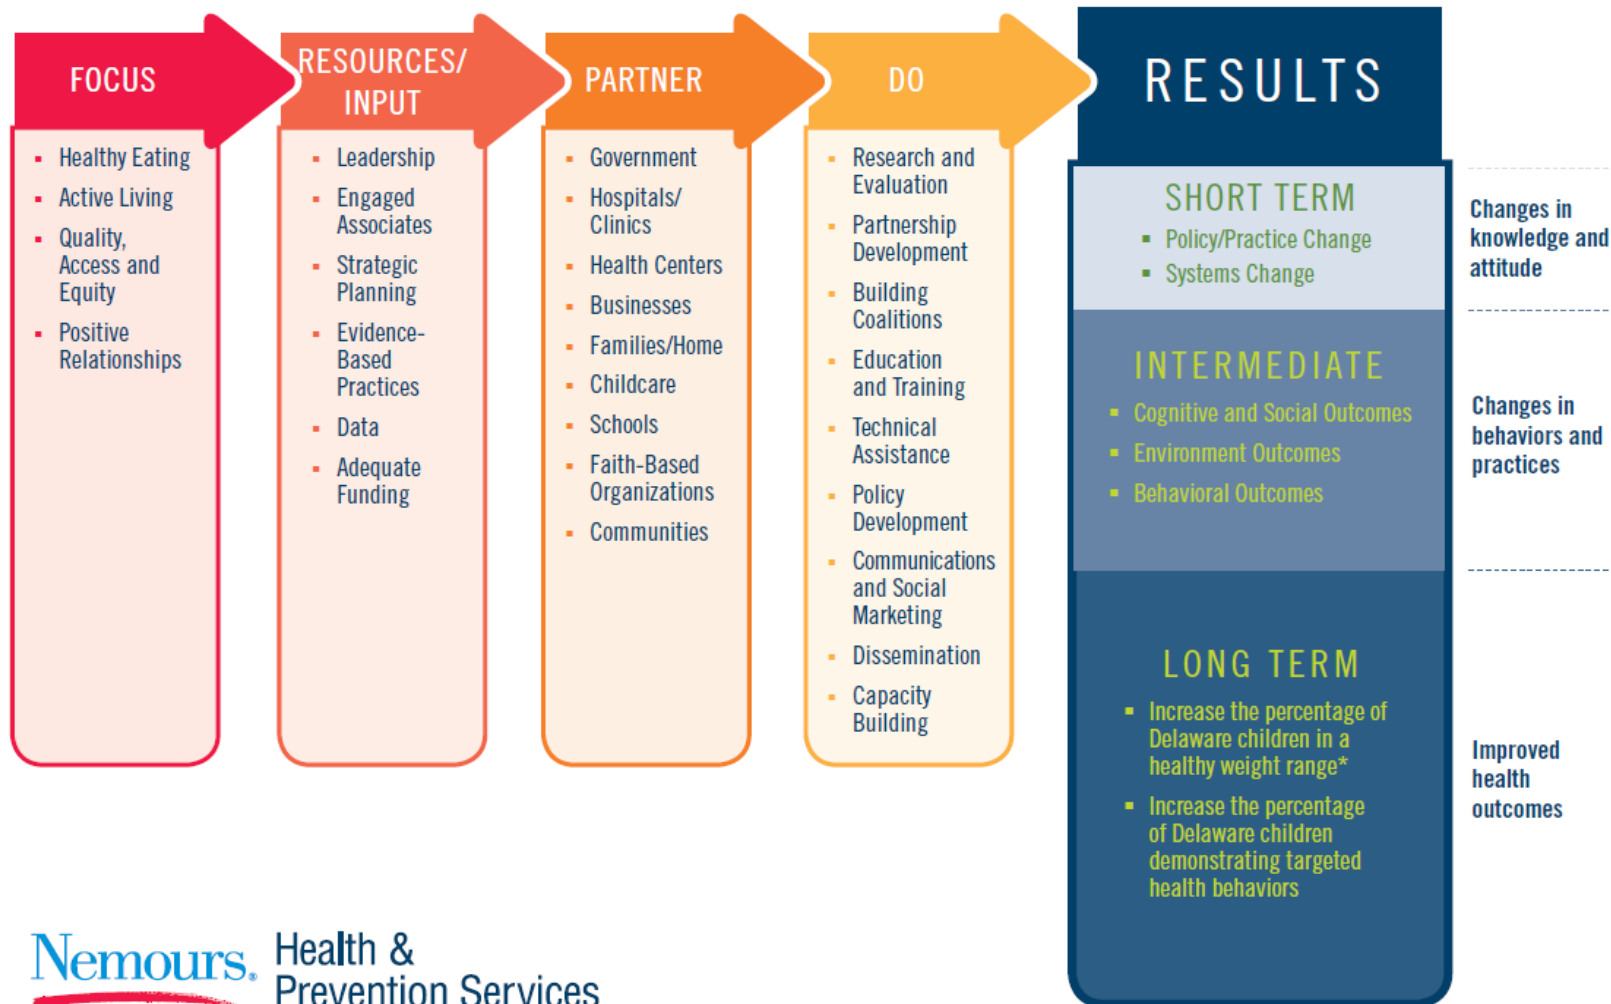 FOCUS
Healthy Eating
Active Living
Quality,
Access and
Equity
Positive
Relationships
RESOURCES/
INPUT
Leadership
Engaged
Associates
Strategic
Planning
Evidence-
Based
Practices
Data
Adequate
Funding
PARTNER
Government
Hospitals/
Clinics
Health Centers
Businesses
Families/Home
Childcare
Schools
Faith-Based
Organizations
Communities
DO
Research and
Evaluation
Partnership
Development
Building
Coalitions
Education
and Training
Technical
Assistance
Policy
Development
Communications
and Social
Marketing
Dissemination
Capacity
Building
RESULTS
SHORT TERM
Policy/Practice Change
Systems Change
Changes in
knowledge and
attitude
INTERMEDIATE
Cognitive and Social Outcomes
Environment Outcomes
Behavioral Outcomes
Changes in
behaviors and
practices
LONG TERM
Increase the percentage of
Delaware children in a
healthy weight range*
Increase the percentage
of Delaware children
demonstrating targeted
health behaviors
Improved
health
outcomes
Nemours®
Health &
Prevention Services